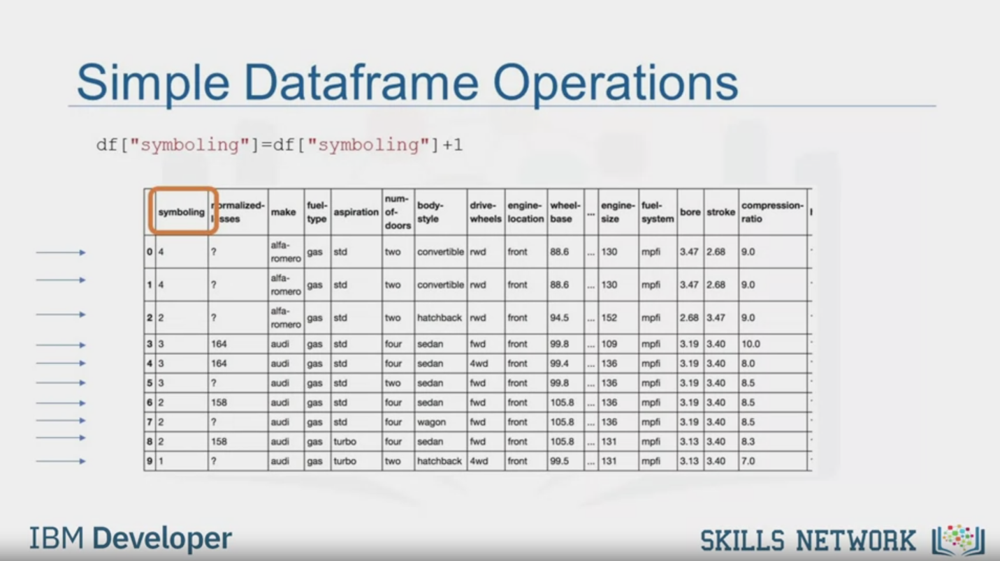 Simple Dataframe Operations
df["symboling"]=df["symboling"]+1
symboling normalized-losses make fuel-type aspiration num-of-doors body-style drive-wheels engine-location wheel-base ... engine-size fuel-system bore stroke compression-ratio
0 4 ? alfa-romero gas std two convertible rwd front 88.6 ... 130 mpfi 3.47 2.68 9.0
1 4 ? alfa-romero gas std two convertible rwd front 88.6 ... 130 mpfi 3.47 2.68 9.0
2 2 ? alfa-romero gas std two hatchback rwd front 94.5 ... 152 mpfi 2.68 3.47 9.0
3 3 164 audi gas std four sedan fwd front 99.8 ... 109 mpfi 3.19 3.40 10.0
4 3 164 audi gas std four sedan 4wd front 99.4 ... 136 mpfi 3.19 3.40 8.0
5 3 ? audi gas std two sedan fwd front 99.8 ... 136 mpfi 3.19 3.40 8.5
6 2 158 audi gas std four sedan fwd front 105.8 ... 136 mpfi 3.19 3.40 8.5
7 2 ? audi gas std four wagon fwd front 105.8 ... 136 mpfi 3.19 3.40 8.5
8 2 158 audi gas turbo four sedan fwd front 105.8 ... 131 mpfi 3.13 3.40 8.3
9 1 ? audi gas turbo two hatchback 4wd front 99.5 ... 131 mpfi 3.13 3.40 7.0
IBM Developer
SKILLS NETWORK